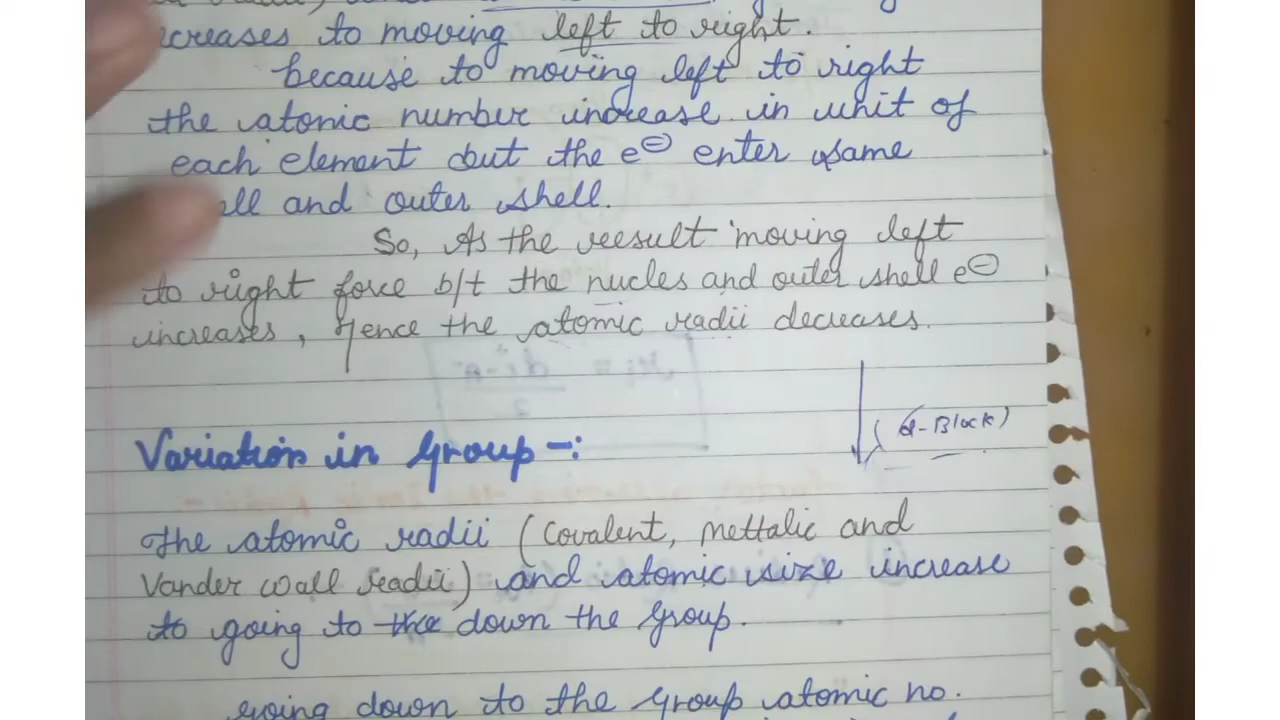 creases to moving left to right.
because to moving left to right
the atomic number increase in unit of
each element but the e⊖ enter same
ell and outer shell.
So, As the reesult moving left
to right force b/t the nucles and outer shell e⊖
increases, Hence the atomic radii decreases.
(d-Block)
Variation in Group -:
The atomic radii (Covalent, mettalic and
Vander wall readii) and atomic size increase
to going to the down the group.
going down to the group atomic no.